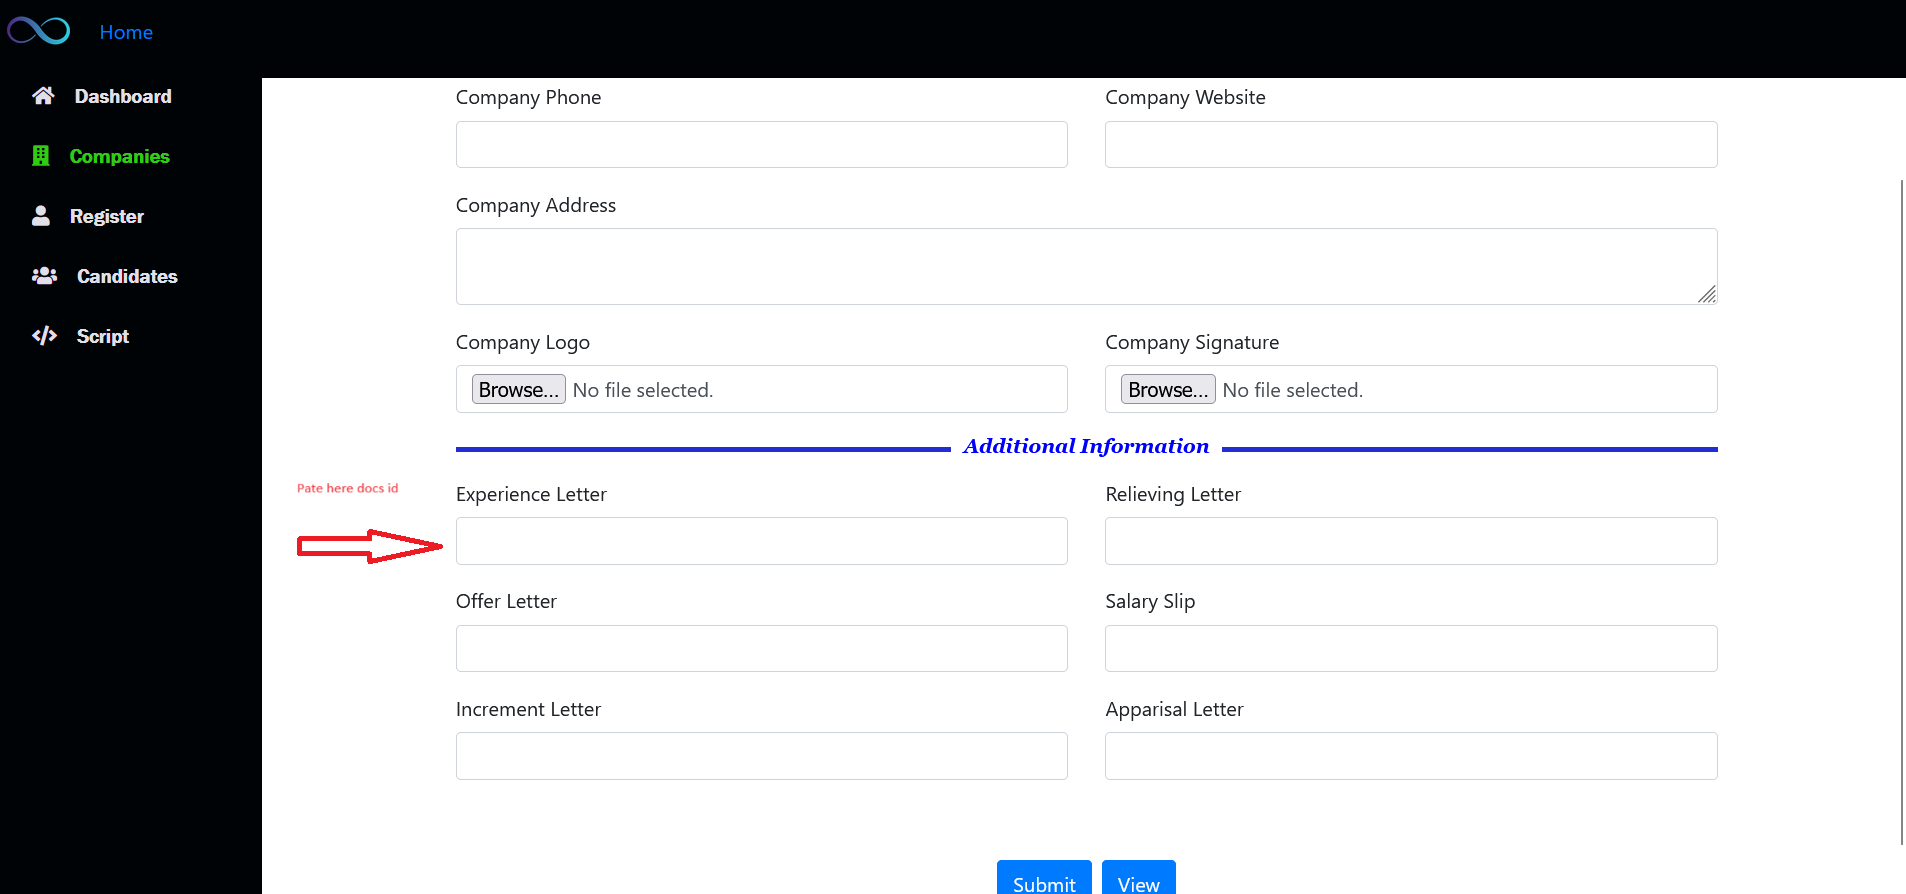 Home
Dashboard
Companies
Register
Candidates
Script
Company Phone
Company Website
Company Address
Company Logo
Company Signature
Browse... No file selected.
Browse... No file selected.
Additional Information
Pate here docs id
Experience Letter
Relieving Letter
Offer Letter
Salary Slip
Increment Letter
Apparisal Letter
Submit
View